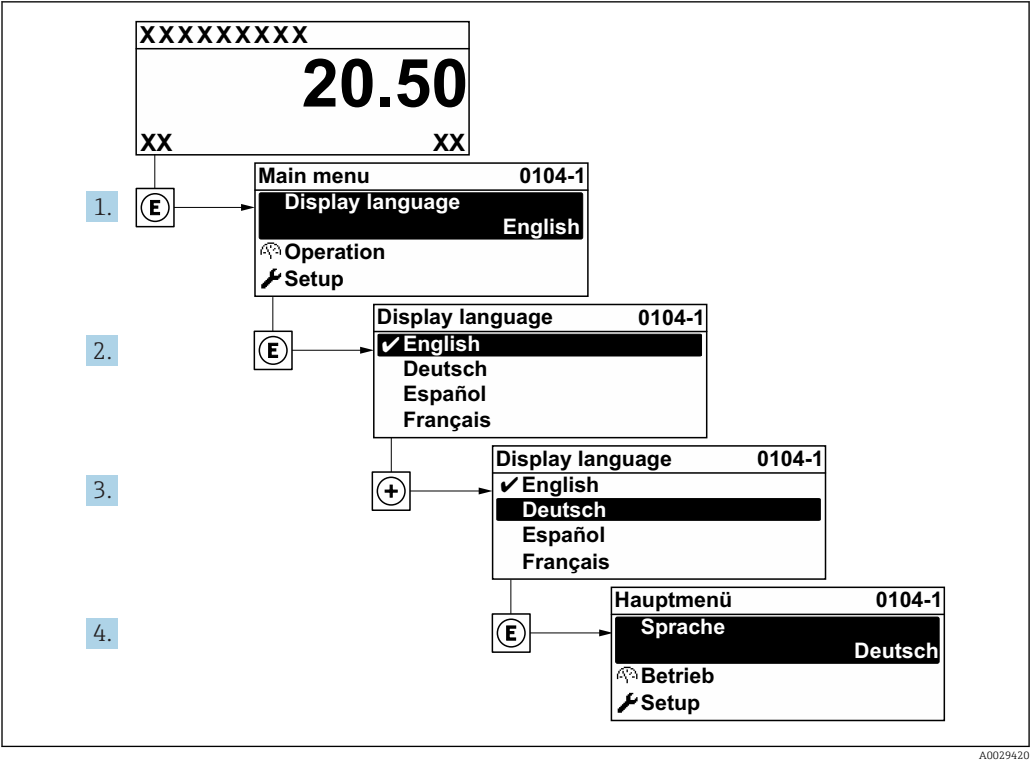 XXXXXXXXX
20.50
XX XX
Main menu 0104-1
1. E Display language
English
Operation
Setup
Display language 0104-1
2. E ✔English
Deutsch
Español
Français
Display language 0104-1
3. + ✔English
Deutsch
Español
Français
Hauptmenü 0104-1
4. E Sprache
Deutsch
Betrieb
Setup
A0029420